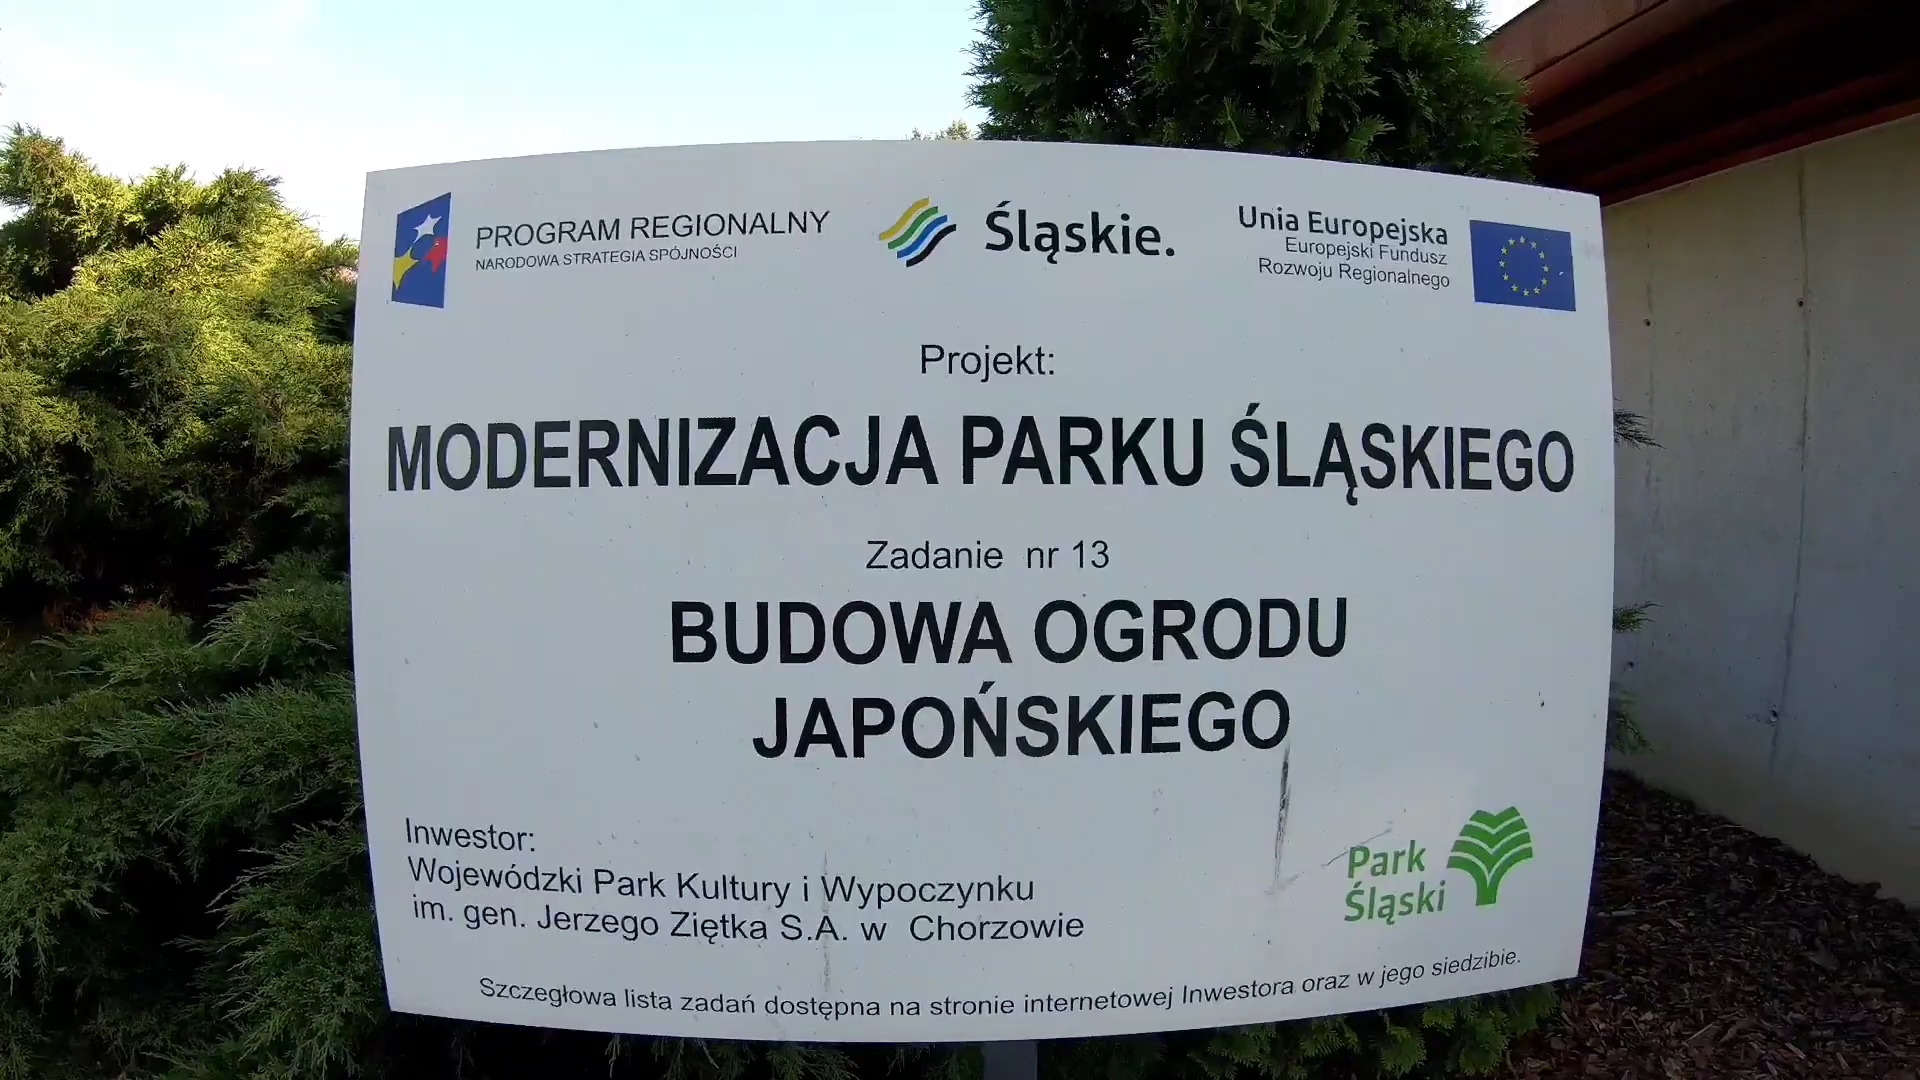 PROGRAM REGIONALNY
NARODOWA STRATEGIA SPÓJNOŚCI
Śląskie.
Unia Europejska
Europejski Fundusz
Rozwoju Regionalnego
Projekt:
MODERNIZACJA PARKU ŚLĄSKIEGO
Zadanie nr 13
BUDOWA OGRODU
JAPOŃSKIEGO
Inwestor:
Wojewódzki Park Kultury i Wypoczynku
im. gen. Jerzego Ziętka S.A. w Chorzowie
Park
Śląski
Szczegłowa lista zadań dostępna na stronie internetowej Inwestora oraz w jego siedzibie.